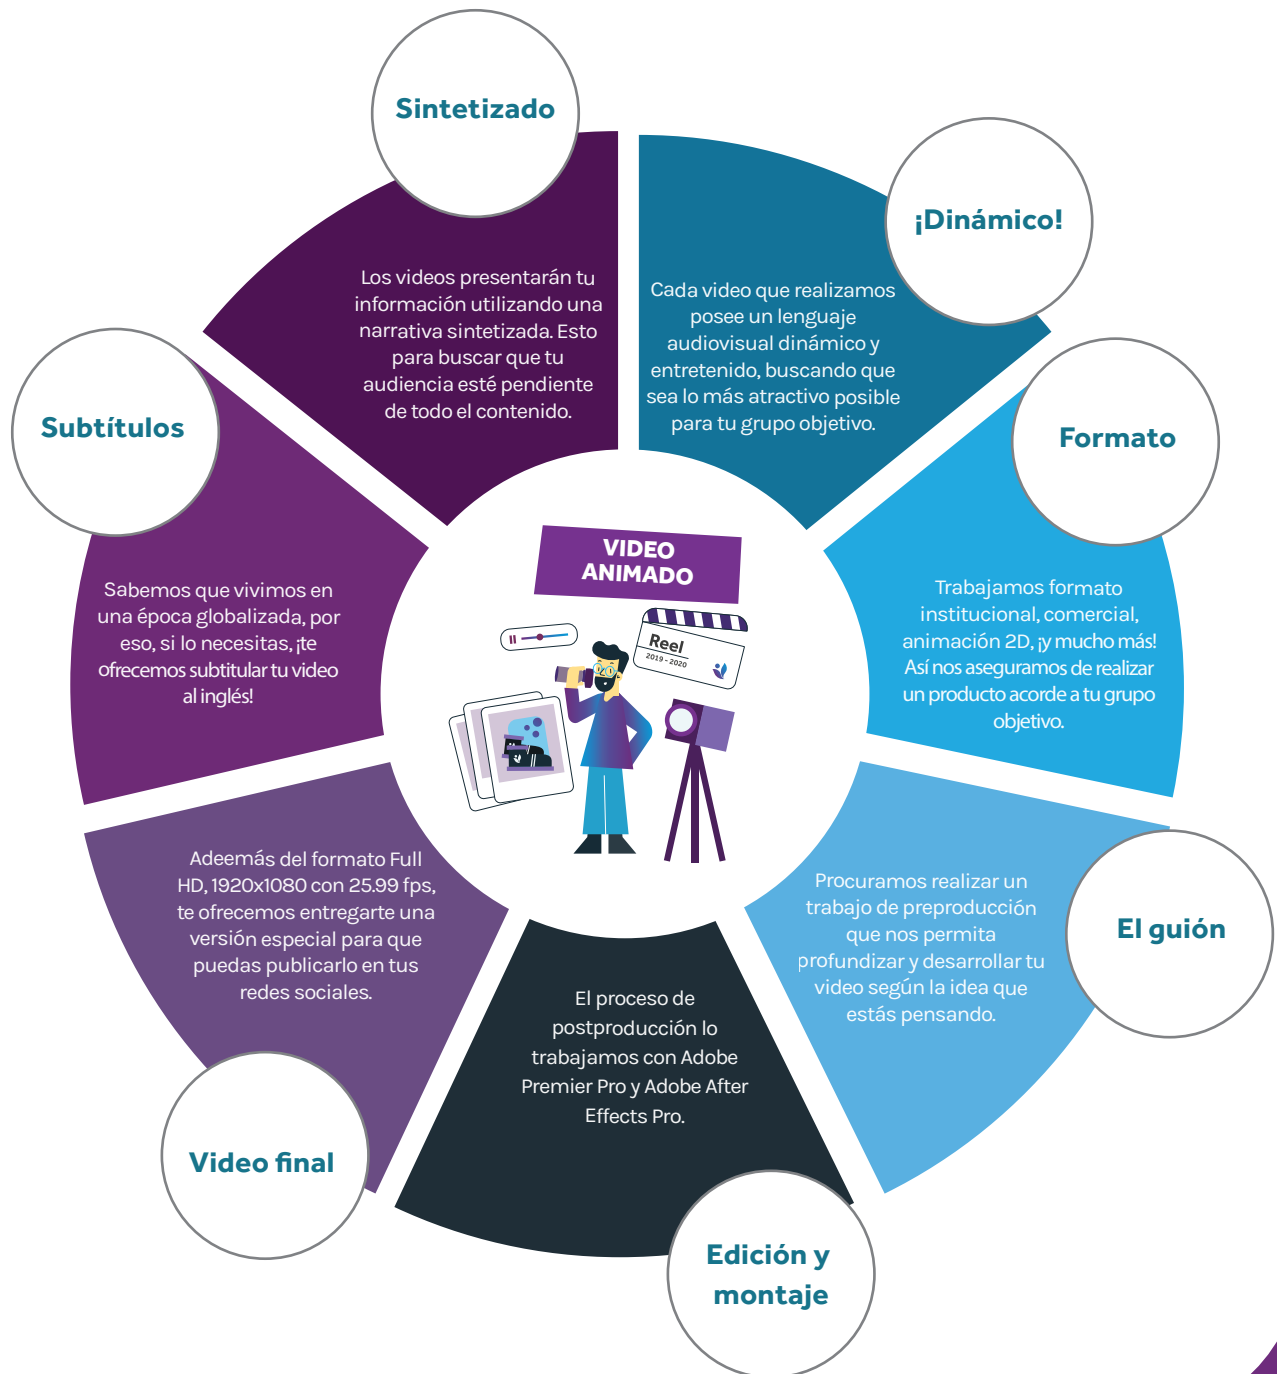 Sintetizado
Los videos presentarán tu
información utilizando una
narrativa sintetizada. Esto
para buscar que tu
audiencia esté pendiente
de todo el contenido.
¡Dinámico!
Cada video que realizamos
posee un lenguaje
audiovisual dinámico y
entretenido, buscando que
sea lo más atractivo posible
para tu grupo objetivo.
Formato
Trabajamos formato
institucional, comercial,
animación 2D, ¡y mucho más!
Así nos aseguramos de realizar
un producto acorde a tu grupo
objetivo.
El guión
Procuramos realizar un
trabajo de preproducción
que nos permita
profundizar y desarrollar tu
video según la idea que
estás pensando.
Edición y
montaje
El proceso de
postproducción lo
trabajamos con Adobe
Premier Pro y Adobe After
Effects Pro.
Video final
Adeemás del formato Full
HD, 1920x1080 con 25.99 fps,
te ofrecemos entregarte una
versión especial para que
puedas publicarlo en tus
redes sociales.
Subtítulos
Sabemos que vivimos en
una época globalizada, por
eso, si lo necesitas, ¡te
ofrecemos subtitular tu video
al inglés!
VIDEO
ANIMADO
Reel
2019 - 2020